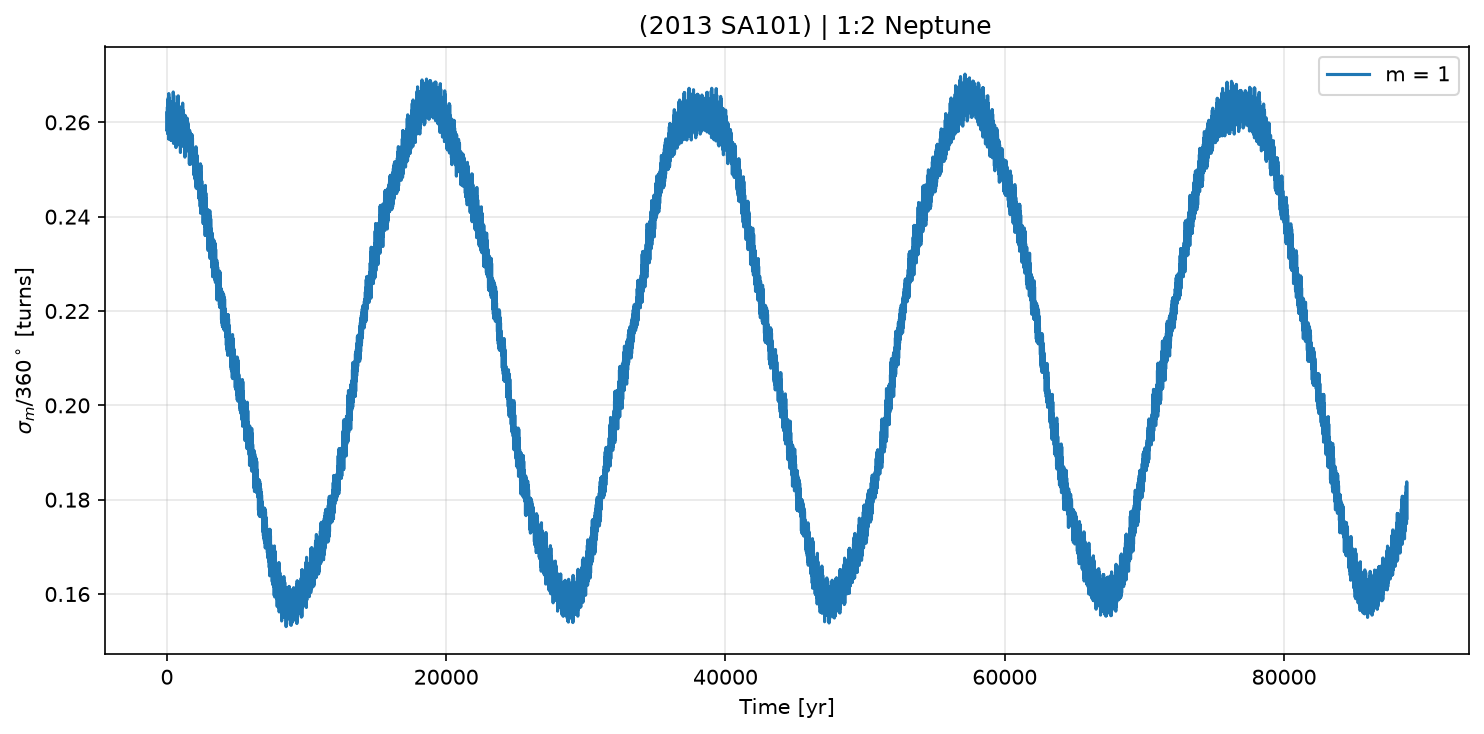 (2013 SA101) | 1:2 Neptune
m = 1
σₘ/360° [turns]
0.26
0.24
0.22
0.20
0.18
0.16
0 20000 40000 60000 80000
Time [yr]